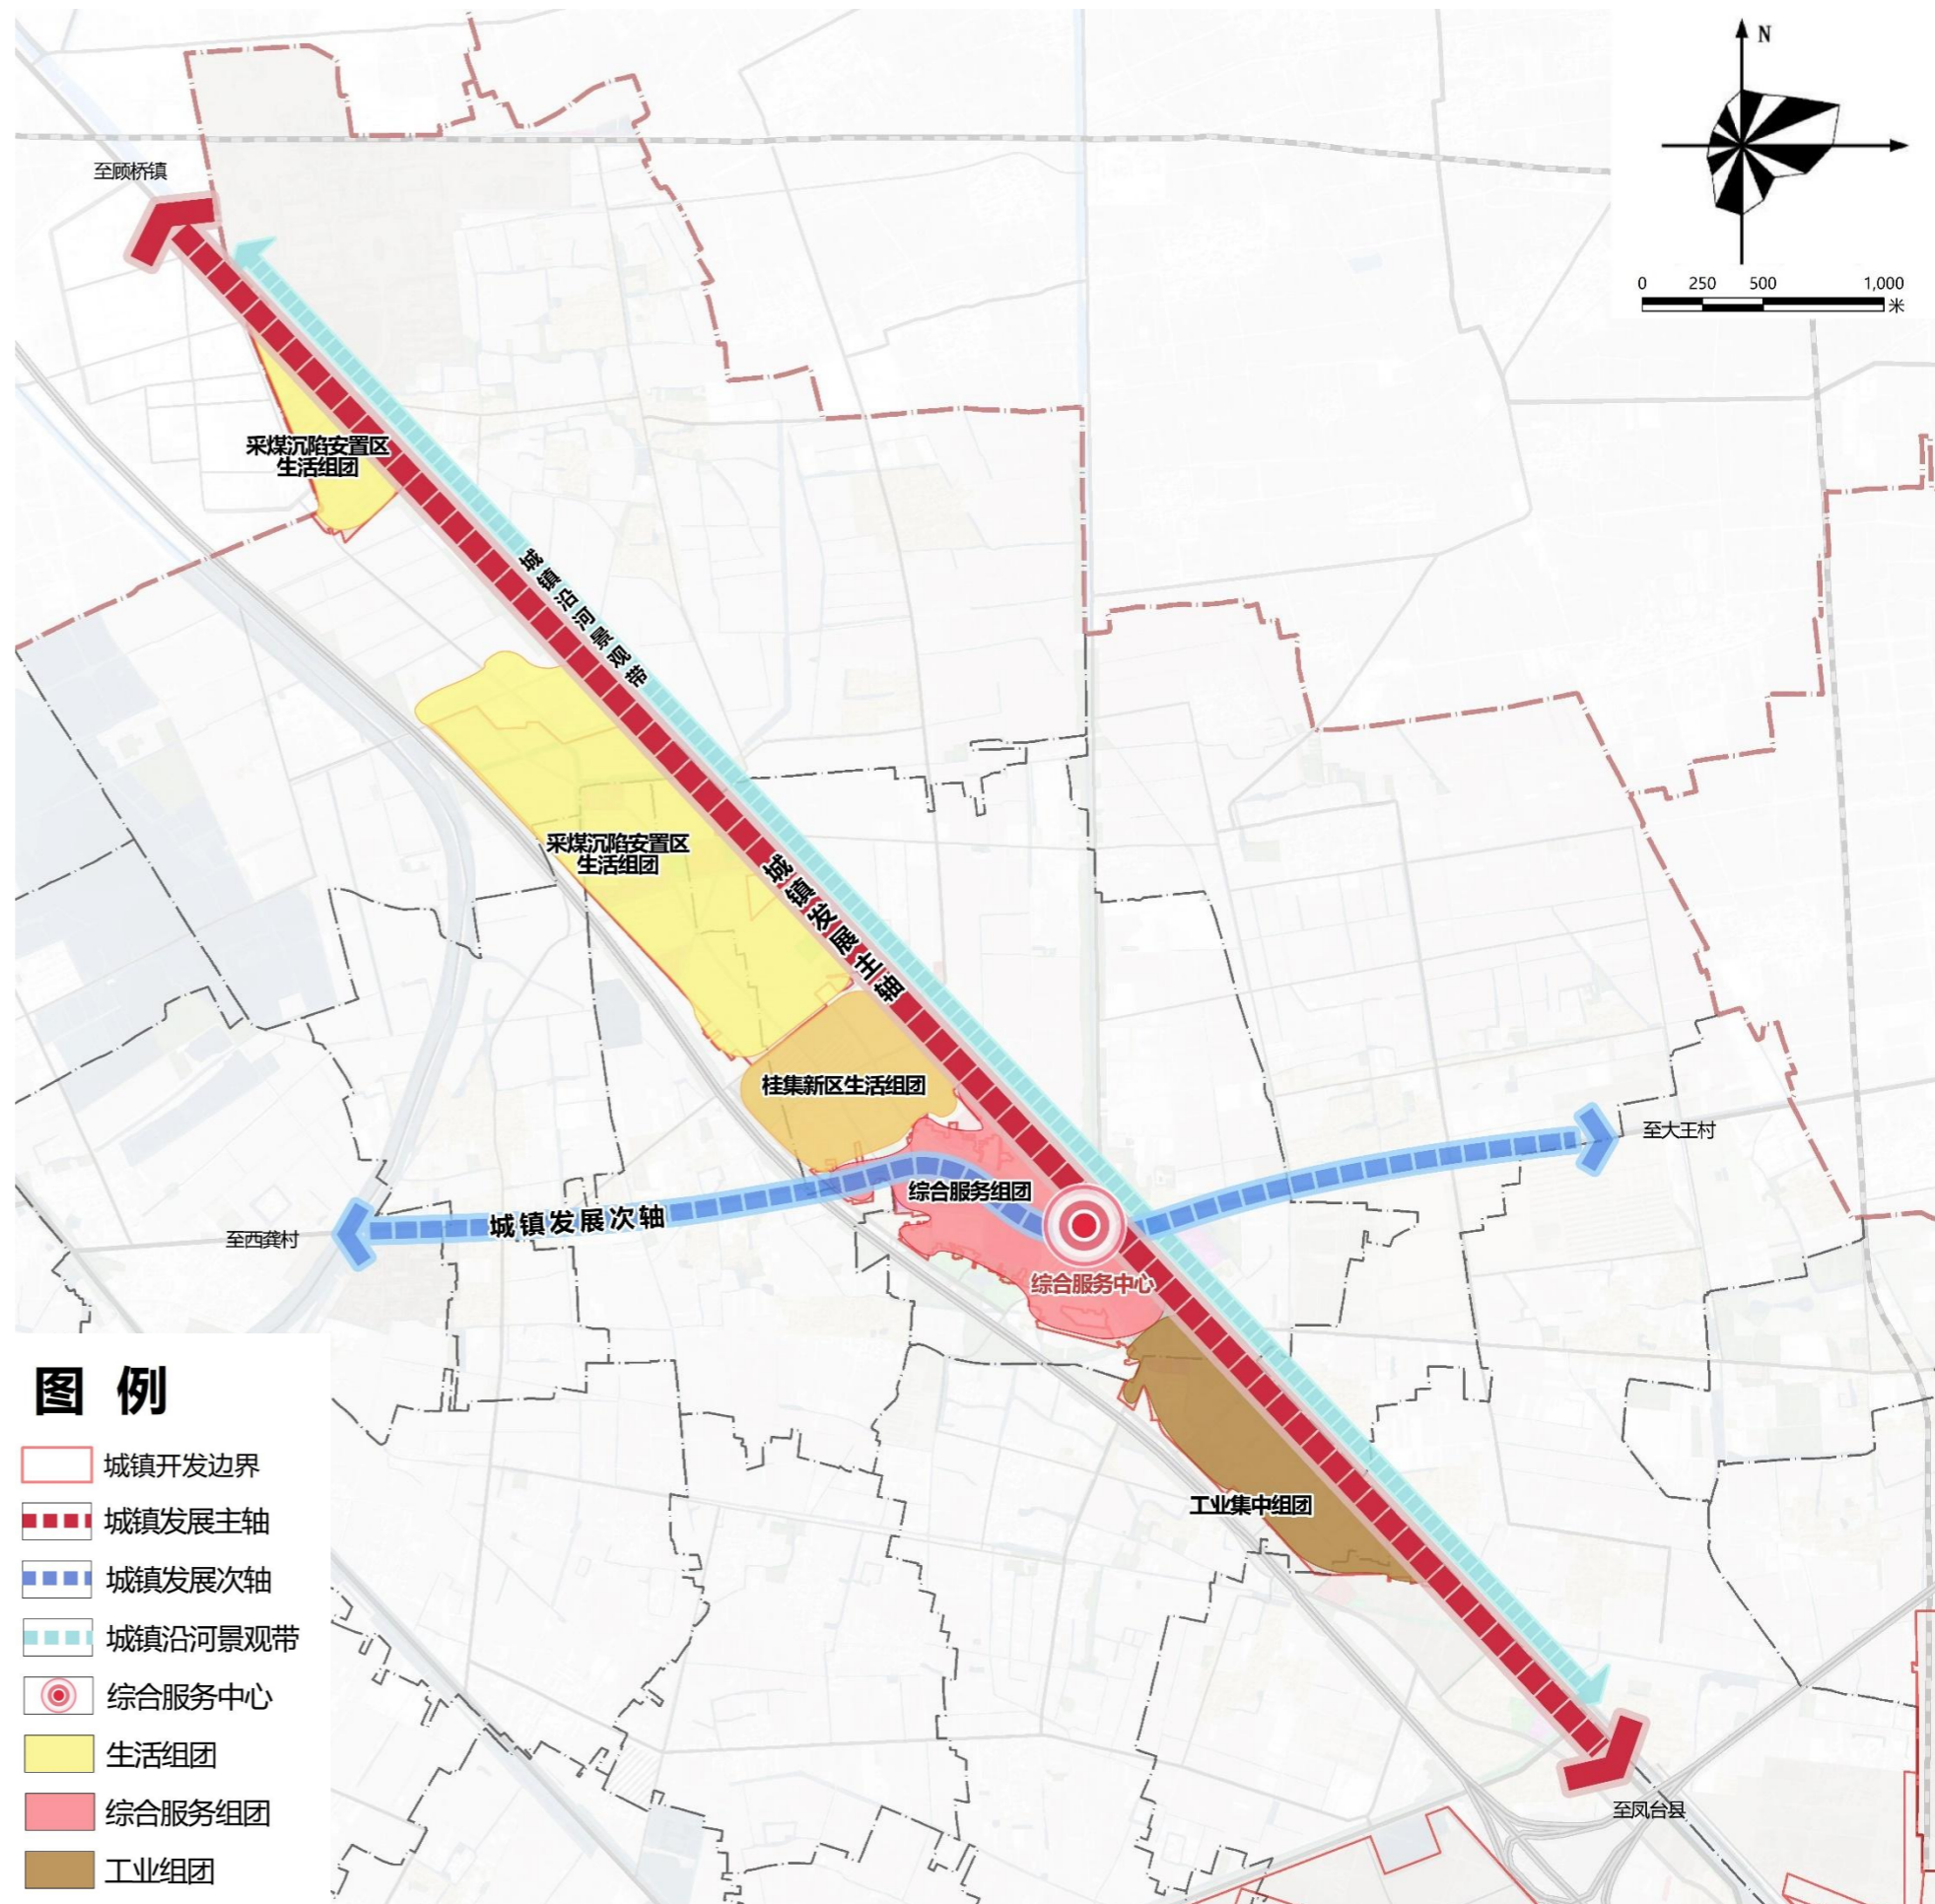 N
0 250 500 1,000
米
至顾桥镇
采煤沉陷安置区
生活组团
城镇沿河景观带
采煤沉陷安置区
生活组团
城镇发展主轴
桂集新区生活组团
至大王村
综合服务组团
城镇发展次轴
至西龚村
综合服务中心
工业集中组团
至凤台县
图例
城镇开发边界
城镇发展主轴
城镇发展次轴
城镇沿河景观带
综合服务中心
生活组团
综合服务组团
工业组团